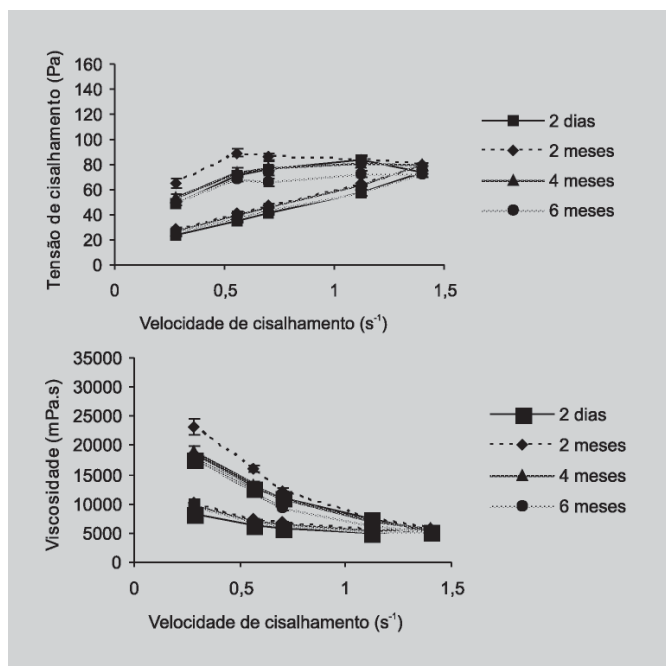 Tensão de cisalhamento (Pa)
160
140
120
100
80
60
40
20
0
0
0,5
1
1,5
Velocidade de cisalhamento (s⁻¹)
2 dias
2 meses
4 meses
6 meses
Viscosidade (mPa.s)
35000
30000
25000
20000
15000
10000
5000
0
0
0,5
1
1,5
Velocidade de cisalhamento (s⁻¹)
2 dias
2 meses
4 meses
6 meses